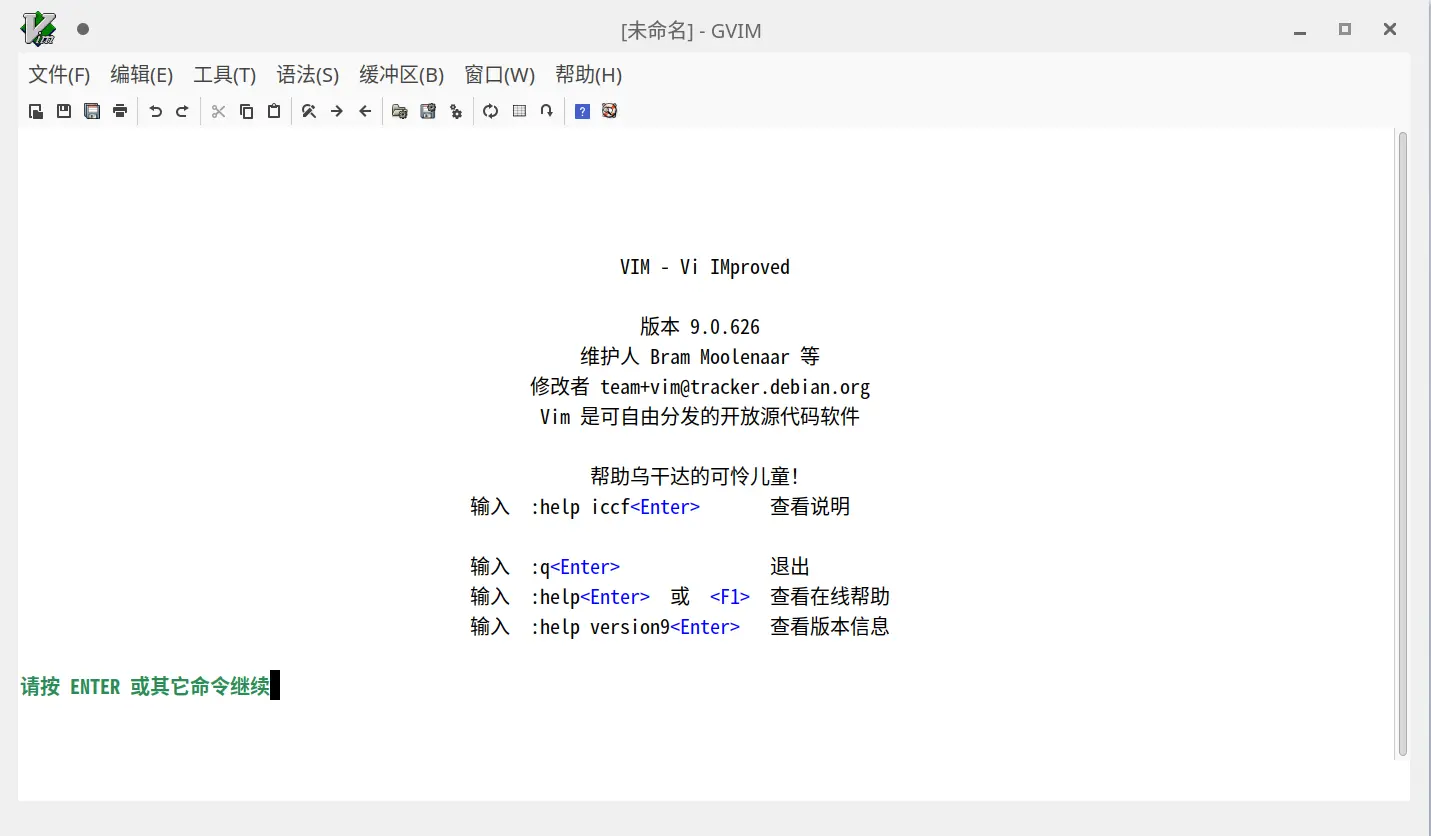 [未命名] - GVIM
文件(F) 编辑(E) 工具(T) 语法(S) 缓冲区(B) 窗口(W) 帮助(H)
VIM - Vi IMproved
版本 9.0.626
维护人 Bram Moolenaar 等
修改者 team+vim@tracker.debian.org
Vim 是可自由分发的开放源代码软件
帮助乌干达的可怜儿童!
输入 :help iccf<Enter> 查看说明
输入 :q<Enter> 退出
输入 :help<Enter> 或 <F1> 查看在线帮助
输入 :help version9<Enter> 查看版本信息
请按 ENTER 或其它命令继续